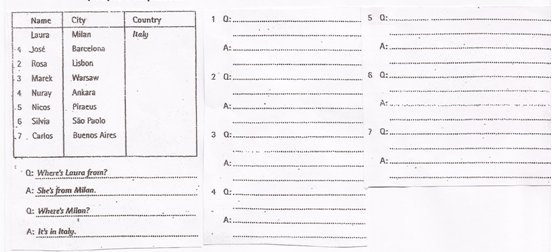 Name City Country
Laura Milan Italy
1 José Barcelona
2 Rosa Lisbon
3 Marek Warsaw
4 Nuray Ankara
5 Nicos Piraeus
6 Silvia São Paolo
7 Carlos Buenos Aires
Q: Where's Laura from?
A: She's from Milan.
Q: Where's Milan?
A: It's in Italy.
1 Q:
A:
2 Q:
A:
3 Q:
A:
4 Q:
A:
5 Q:
A:
6 Q:
A:
7 Q:
A: